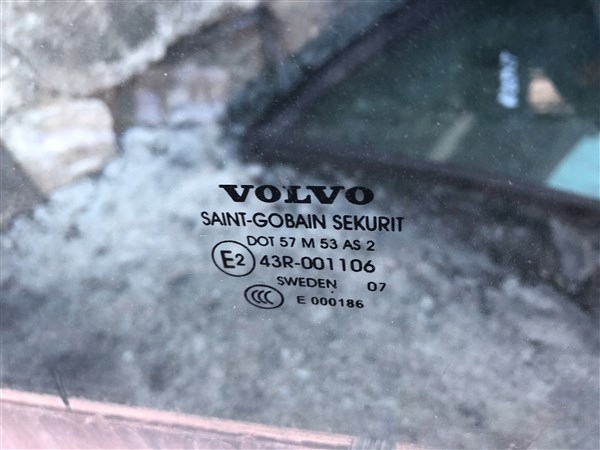 VOLVO
SAINT-GOBAIN SEKURIT
DOT 57 M 53 AS 2
E2 43R-001106
SWEDEN 07
CCC E 000186